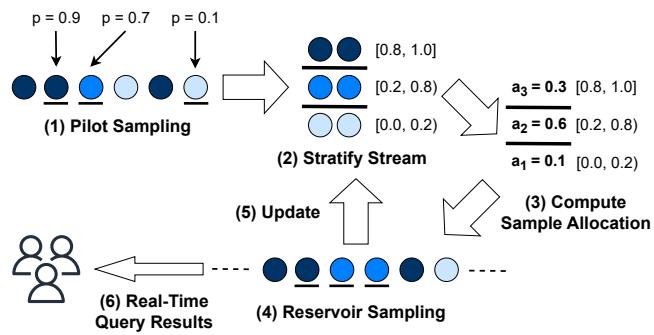 p = 0.9 p = 0.7 p = 0.1
(1) Pilot Sampling
[0.8, 1.0]
[0.2, 0.8)
[0.0, 0.2)
(2) Stratify Stream
a3 = 0.3 [0.8, 1.0]
a2 = 0.6 [0.2, 0.8)
a1 = 0.1 [0.0, 0.2)
(3) Compute
Sample Allocation
(5) Update
(4) Reservoir Sampling
(6) Real-Time
Query Results